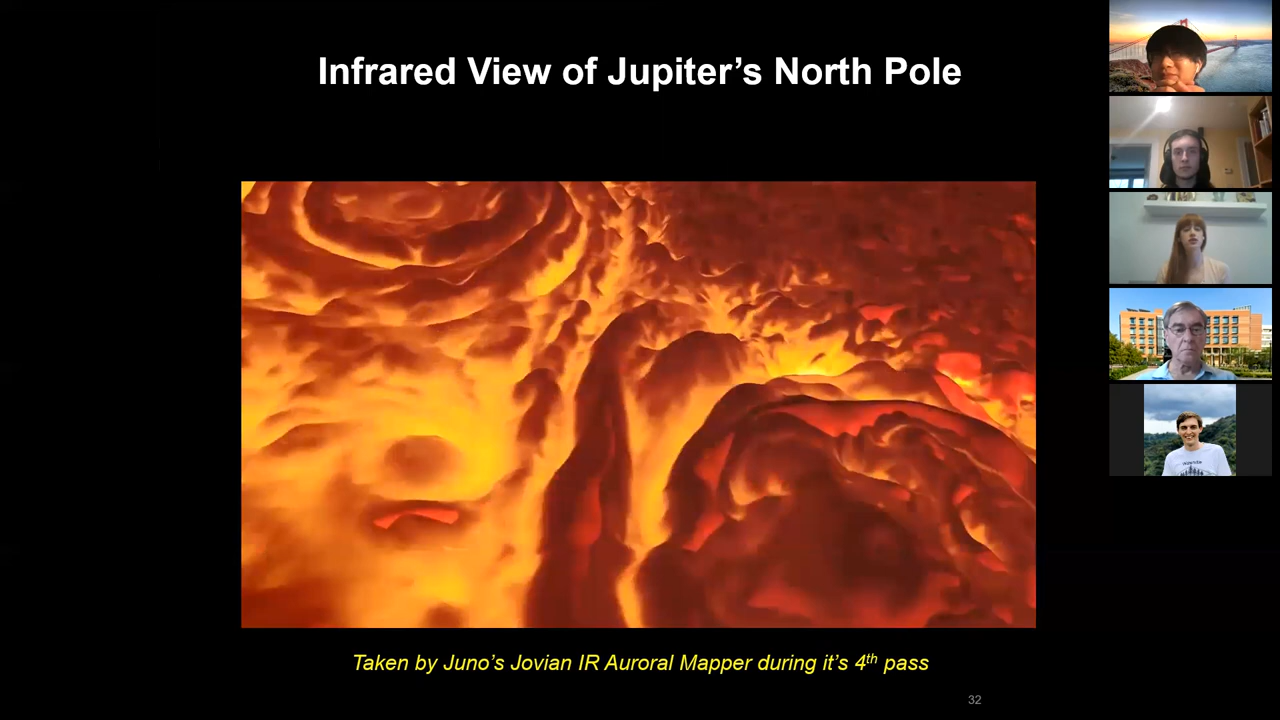 Infrared View of Jupiter’s North Pole
Taken by Juno’s Jovian IR Auroral Mapper during it’s 4th pass
32